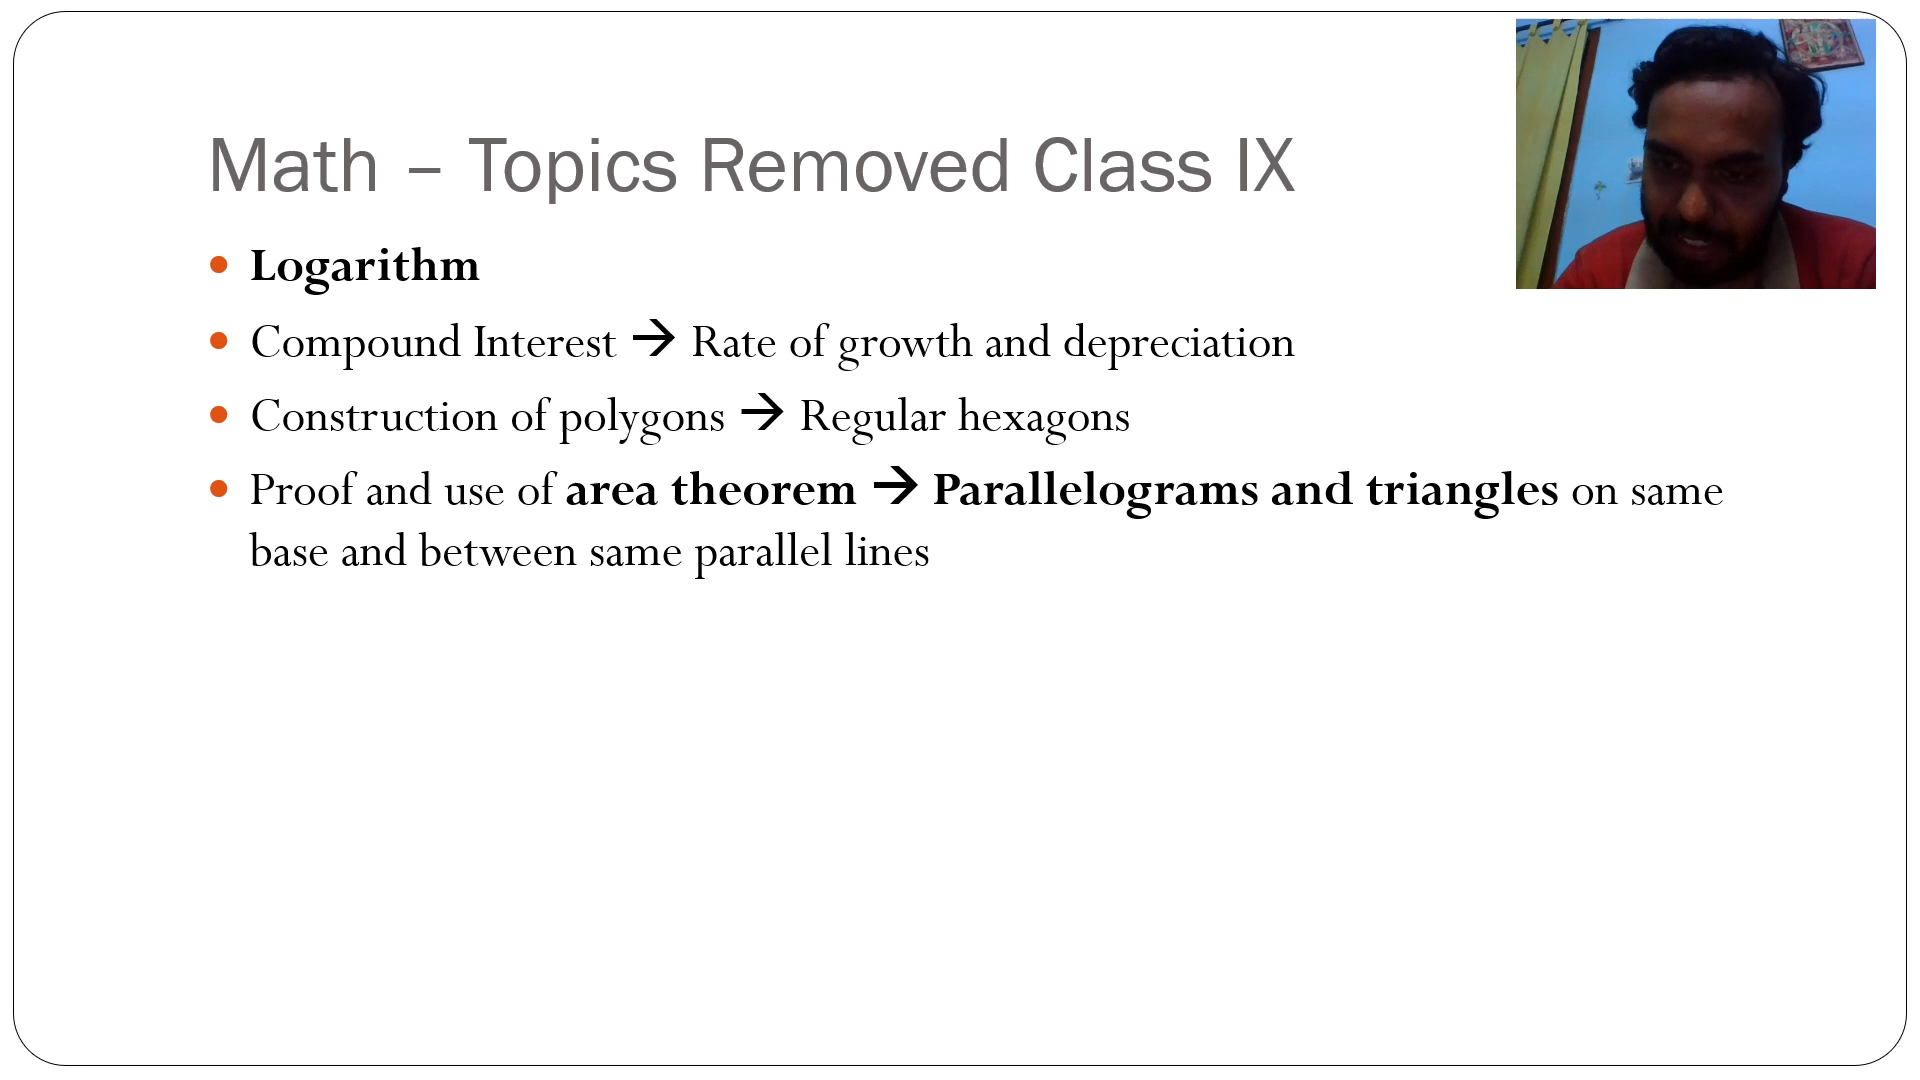 Math – Topics Removed Class IX
• Logarithm
• Compound Interest → Rate of growth and depreciation
• Construction of polygons → Regular hexagons
• Proof and use of area theorem → Parallelograms and triangles on same
base and between same parallel lines